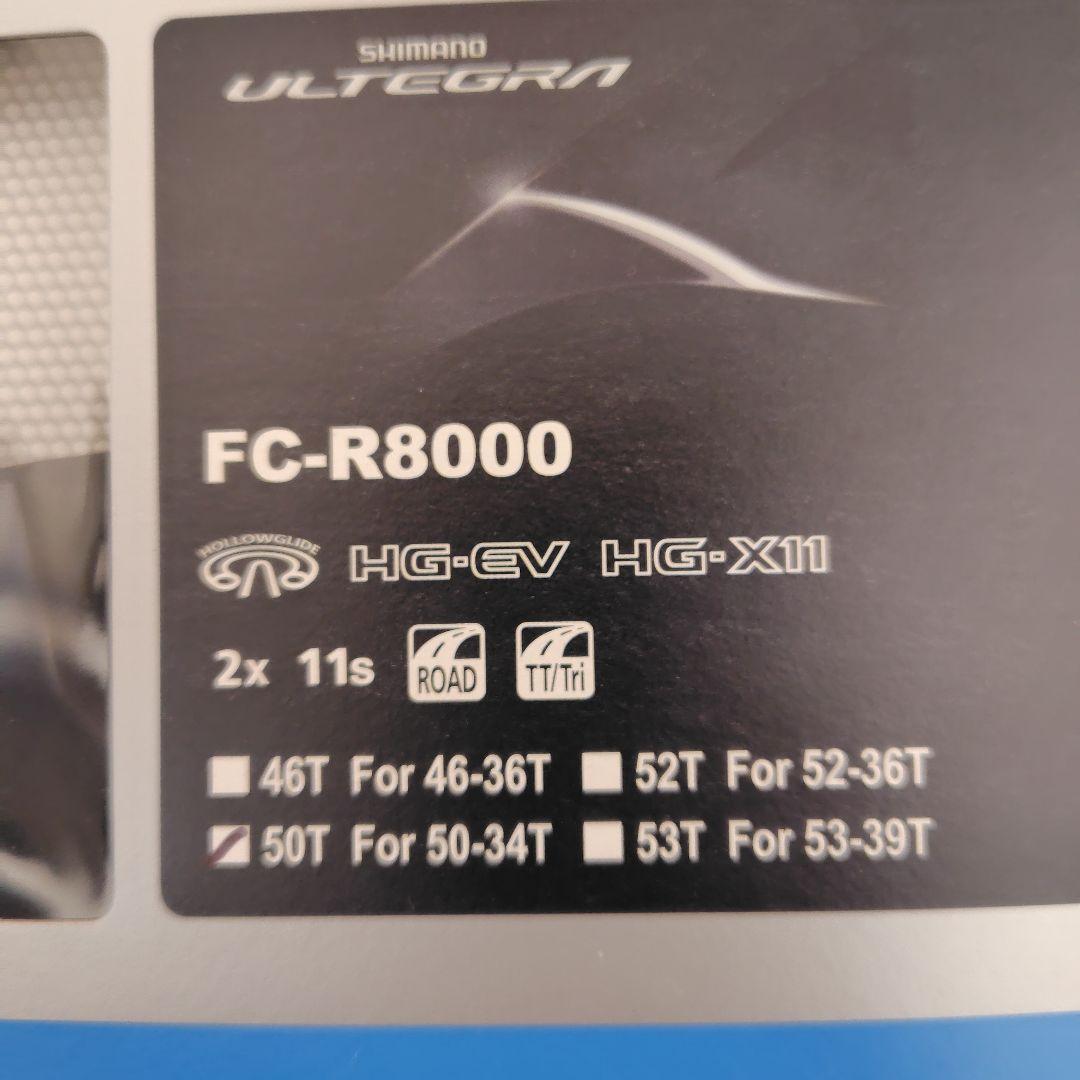 SHIMANO
ULTEGRA
FC-R8000
HOLLOWGLIDE
HG-EV HG-X11
2x 11s ROAD TT/Tri
46T For 46-36T 52T For 52-36T
50T For 50-34T 53T For 53-39T